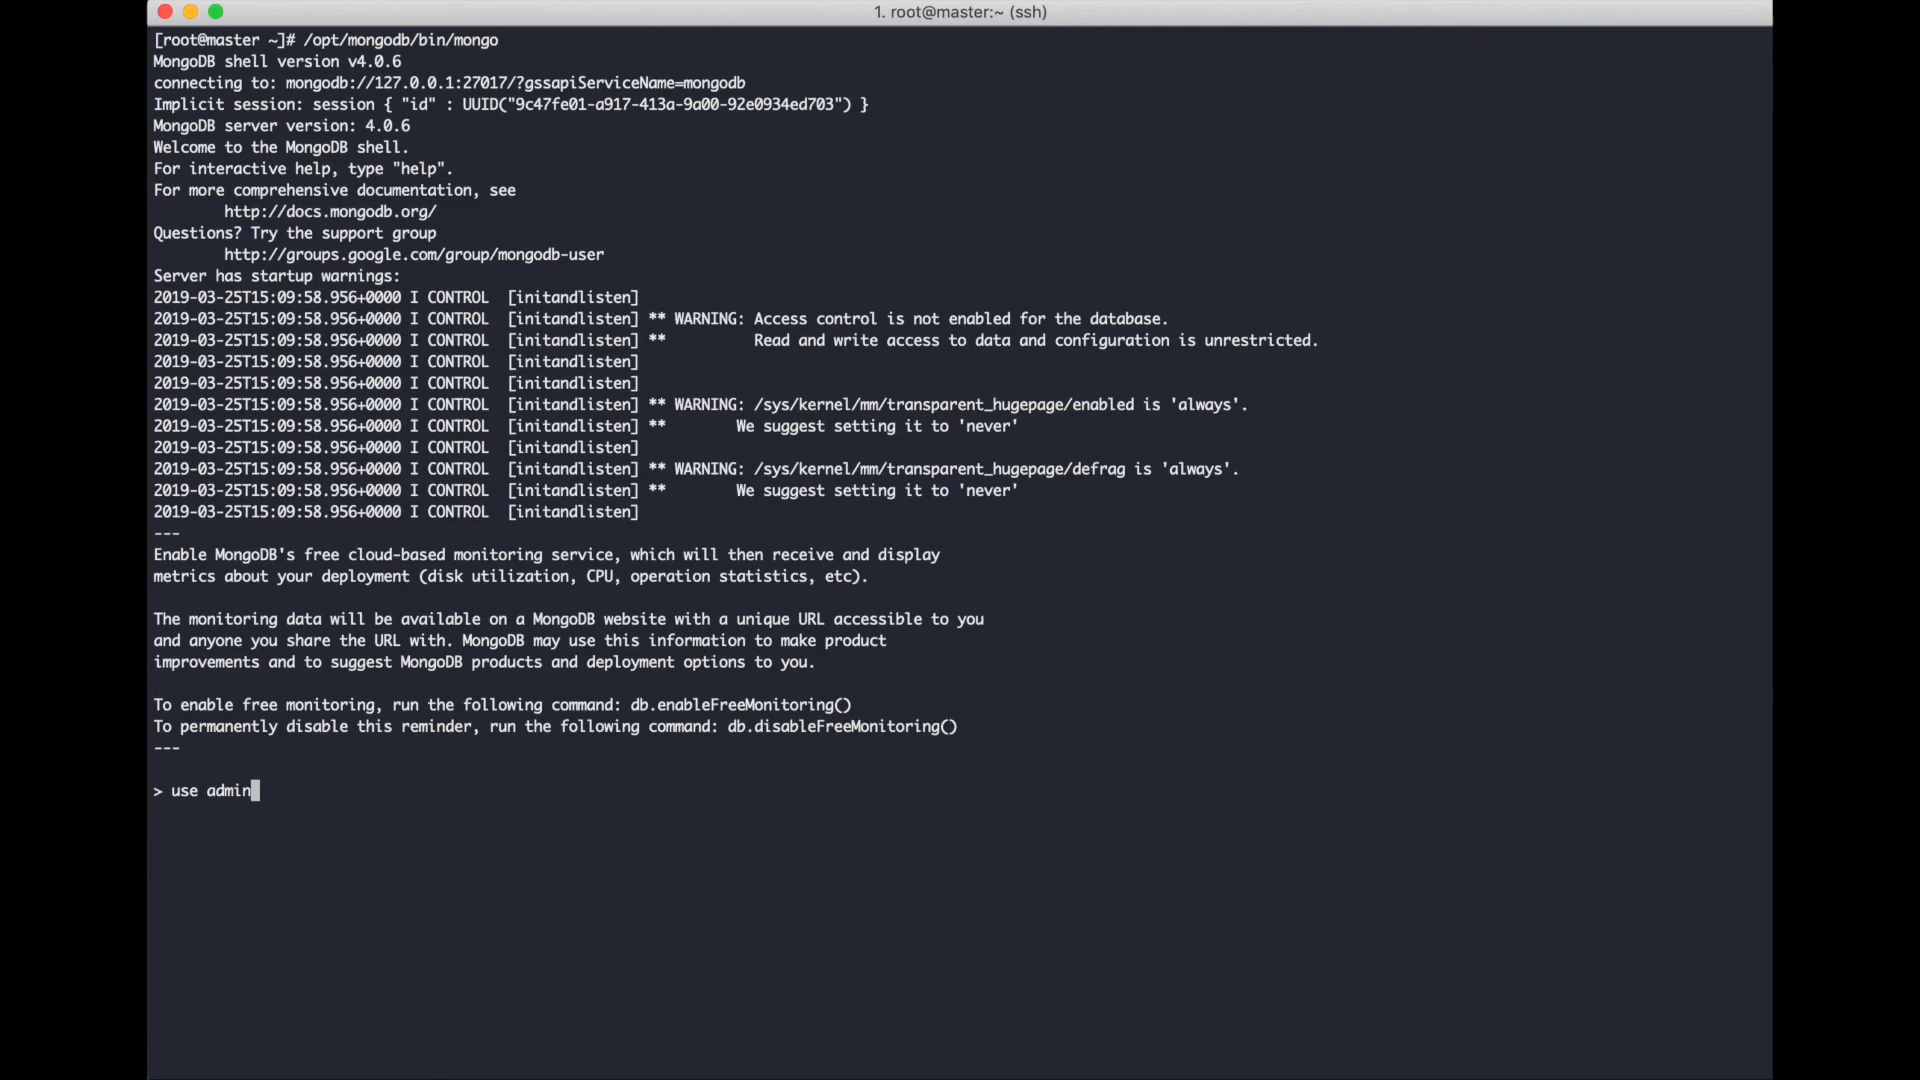 1. root@master:~ (ssh)
[root@master ~]# /opt/mongodb/bin/mongo
MongoDB shell version v4.0.6
connecting to: mongodb://127.0.0.1:27017/?gssapiServiceName=mongodb
Implicit session: session { "id" : UUID("9c47fe01-a917-413a-9a00-92e0934ed703") }
MongoDB server version: 4.0.6
Welcome to the MongoDB shell.
For interactive help, type "help".
For more comprehensive documentation, see
http://docs.mongodb.org/
Questions? Try the support group
http://groups.google.com/group/mongodb-user
Server has startup warnings:
2019-03-25T15:09:58.956+0000 I CONTROL  [initandlisten]
2019-03-25T15:09:58.956+0000 I CONTROL  [initandlisten] ** WARNING: Access control is not enabled for the database.
2019-03-25T15:09:58.956+0000 I CONTROL  [initandlisten] **          Read and write access to data and configuration is unrestricted.
2019-03-25T15:09:58.956+0000 I CONTROL  [initandlisten]
2019-03-25T15:09:58.956+0000 I CONTROL  [initandlisten]
2019-03-25T15:09:58.956+0000 I CONTROL  [initandlisten] ** WARNING: /sys/kernel/mm/transparent_hugepage/enabled is 'always'.
2019-03-25T15:09:58.956+0000 I CONTROL  [initandlisten] **        We suggest setting it to 'never'
2019-03-25T15:09:58.956+0000 I CONTROL  [initandlisten]
2019-03-25T15:09:58.956+0000 I CONTROL  [initandlisten] ** WARNING: /sys/kernel/mm/transparent_hugepage/defrag is 'always'.
2019-03-25T15:09:58.956+0000 I CONTROL  [initandlisten] **        We suggest setting it to 'never'
2019-03-25T15:09:58.956+0000 I CONTROL  [initandlisten]
---
Enable MongoDB's free cloud-based monitoring service, which will then receive and display
metrics about your deployment (disk utilization, CPU, operation statistics, etc).
The monitoring data will be available on a MongoDB website with a unique URL accessible to you
and anyone you share the URL with. MongoDB may use this information to make product
improvements and to suggest MongoDB products and deployment options to you.
To enable free monitoring, run the following command: db.enableFreeMonitoring()
To permanently disable this reminder, run the following command: db.disableFreeMonitoring()
---
> use admin